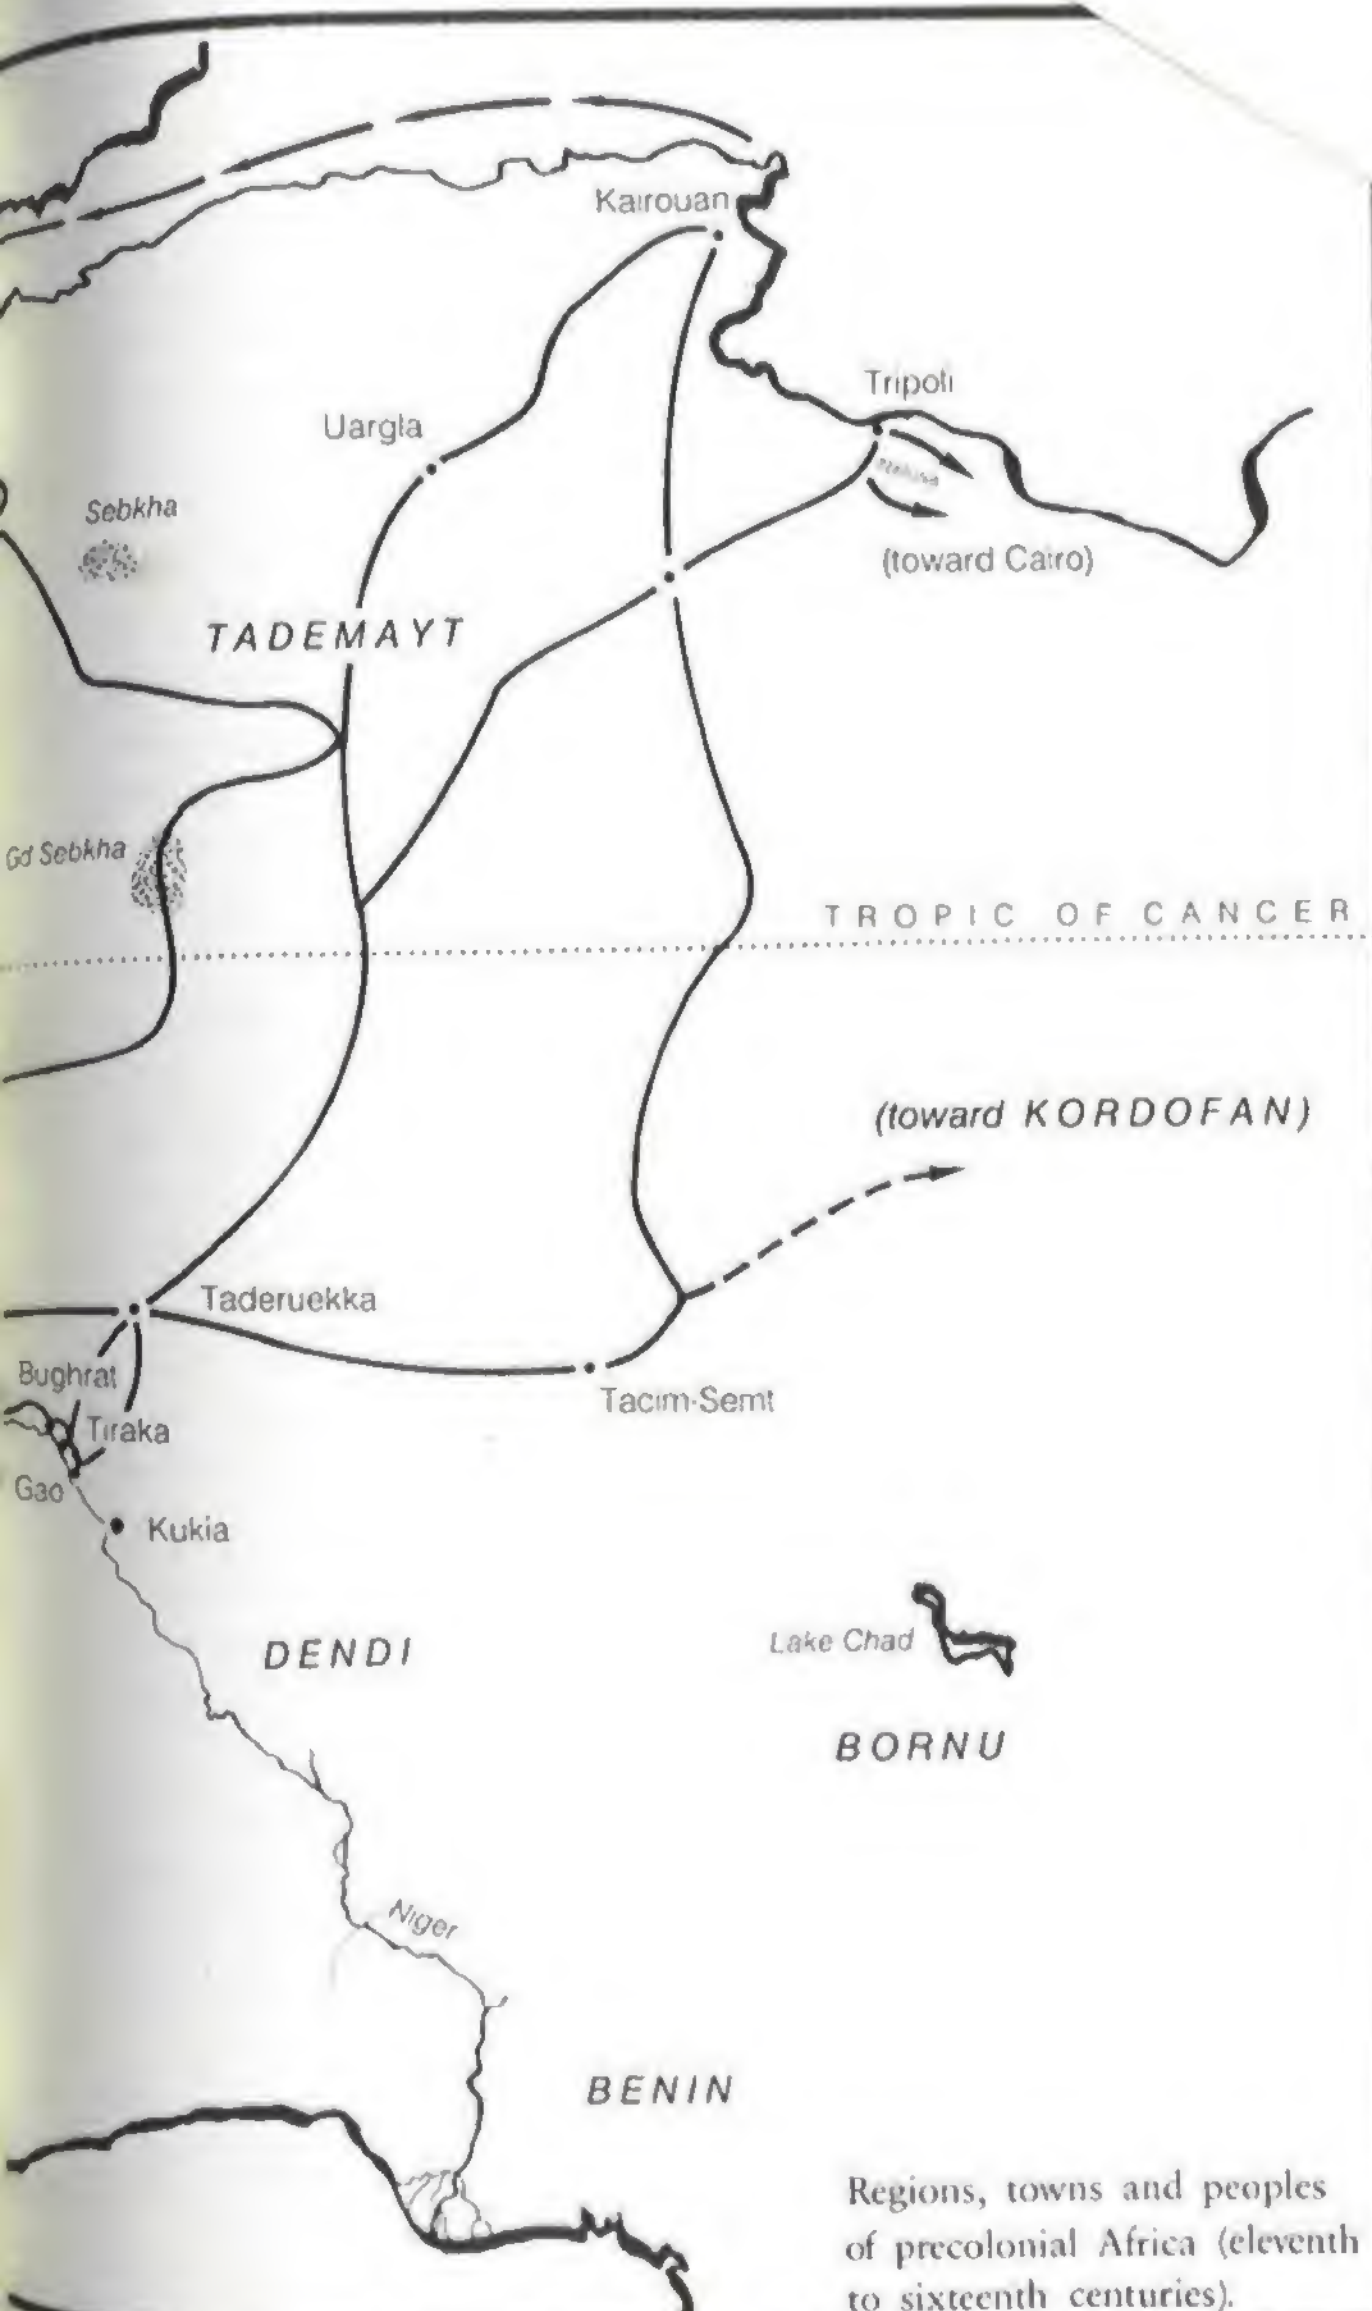 Kairouan
Tripoli
Uargla
Sebkha
(toward Cairo)
TADEMAYT
Gd Sebkha
TROPIC OF CANCER
(toward KORDOFAN)
Taderuekka
Bughrat
Tacim-Semt
Tiraka
Gao
Kukia
DENDI
Lake Chad
BORNU
Niger
BENIN
Regions, towns and peoples
of precolonial Africa (eleventh
to sixteenth centuries).